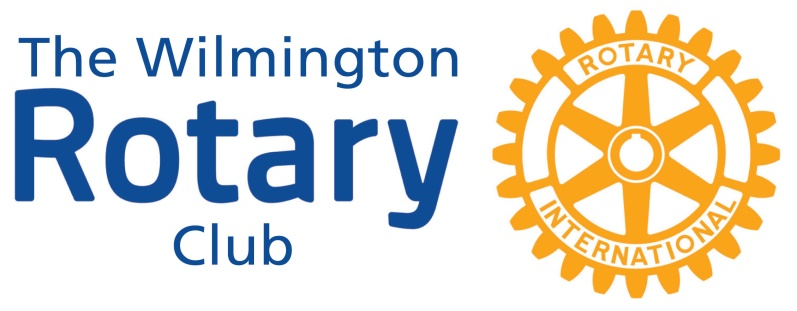 The Wilmington
Rotary
Club
ROTARY
INTERNATIONAL